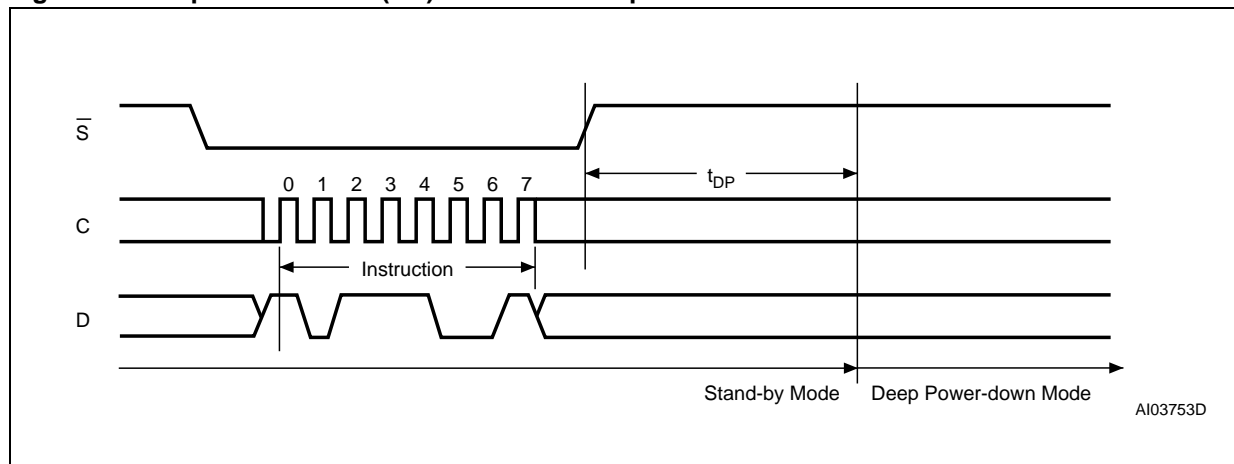 S
0 1 2 3 4 5 6 7
tDP
C
Instruction
D
Stand-by Mode Deep Power-down Mode
AI03753D